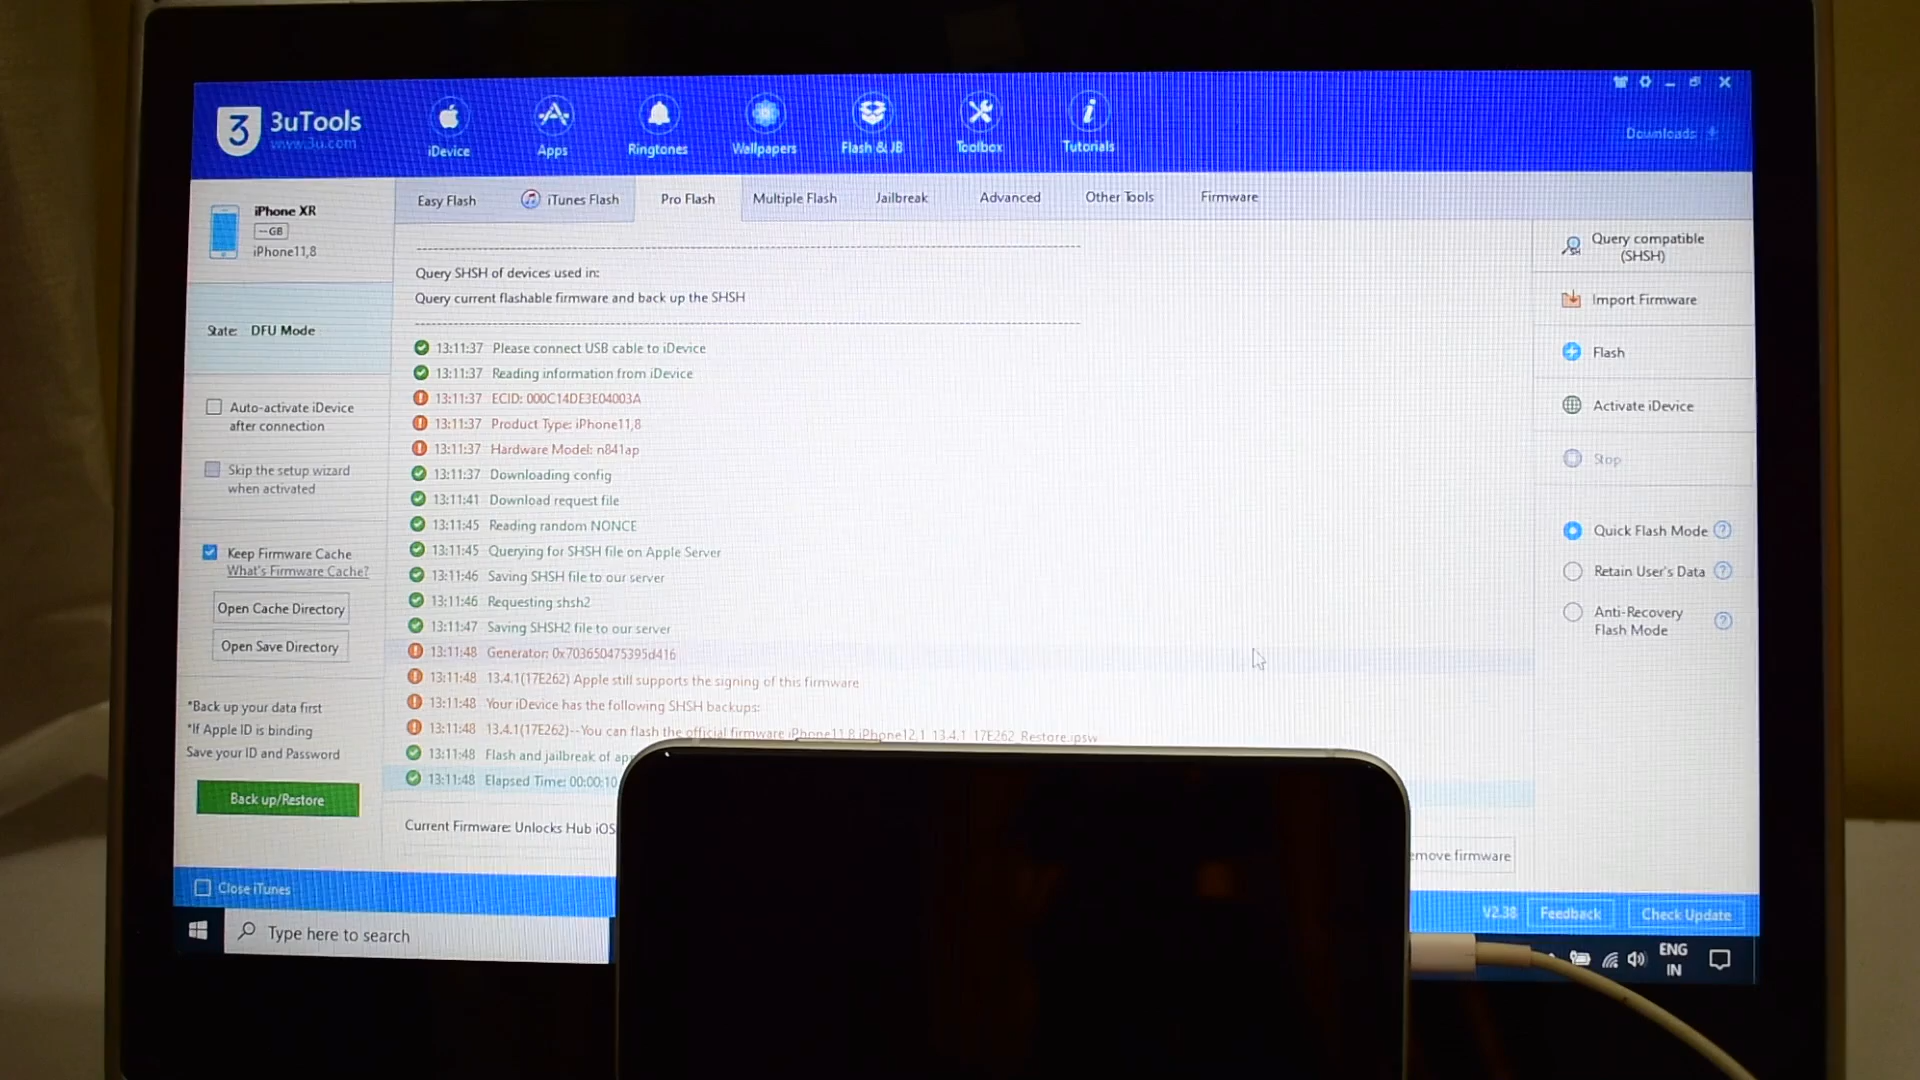 3 3uTools
www.3u.com
iDevice
Apps
Ringtones
Wallpapers
Flash & JB
Toolbox
Tutorials
Downloads
iPhone XR
--GB
iPhone11,8
State: DFU Mode
Auto-activate iDevice
after connection
Skip the setup wizard
when activated
Keep Firmware Cache
What's Firmware Cache?
Open Cache Directory
Open Save Directory
*Back up your data first
*If Apple ID is binding
Save your ID and Password
Back up/Restore
Close iTunes
Easy Flash
iTunes Flash
Pro Flash
Multiple Flash
Jailbreak
Advanced
Other Tools
Firmware
Query SHSH of devices used in:
Query current flashable firmware and back up the SHSH
13:11:37 Please connect USB cable to iDevice
13:11:37 Reading information from iDevice
13:11:37 ECID: 000C14DE3E04003A
13:11:37 Product Type: iPhone11,8
13:11:37 Hardware Model: n841ap
13:11:37 Downloading config
13:11:41 Download request file
13:11:45 Reading random NONCE
13:11:45 Querying for SHSH file on Apple Server
13:11:46 Saving SHSH file to our server
13:11:46 Requesting shsh2
13:11:47 Saving SHSH2 file to our server
13:11:48 Generator: 0x703650475395d416
13:11:48 13.4.1(17E262) Apple still supports the signing of this firmware
13:11:48 Your iDevice has the following SHSH backups:
13:11:48 13.4.1(17E262)--You can flash the official firmware iPhone11,8,iPhone12,1_13.4.1_17E262_Restore.ipsw
13:11:48 Flash and jailbreak of
13:11:48 Elapsed Time: 00:00:10
Current Firmware: Unlocks Hub iOS
emove firmware
Query compatible
(SHSH)
Import Firmware
Flash
Activate iDevice
Stop
Quick Flash Mode
Retain User's Data
Anti-Recovery
Flash Mode
V2.38
Feedback
Check Update
Type here to search
ENG
IN